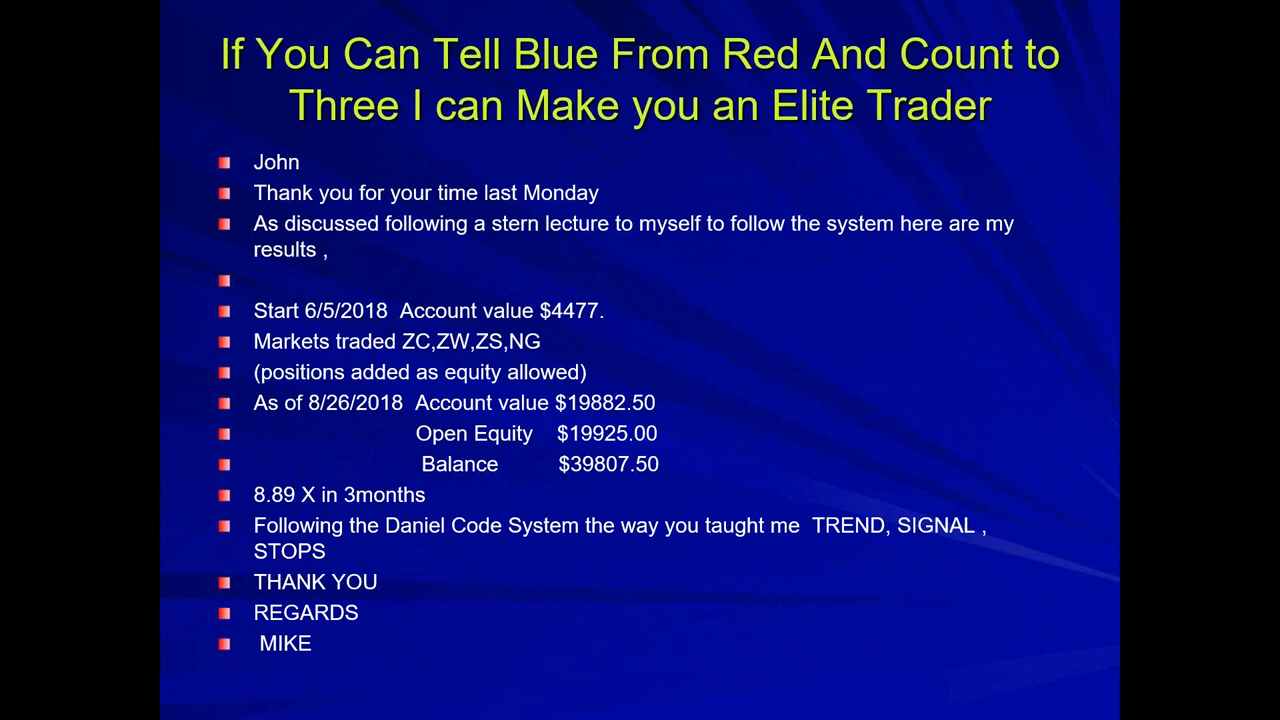 If You Can Tell Blue From Red And Count to
Three I can Make you an Elite Trader
John
Thank you for your time last Monday
As discussed following a stern lecture to myself to follow the system here are my
results ,
Start 6/5/2018 Account value $4477.
Markets traded ZC,ZW,ZS,NG
(positions added as equity allowed)
As of 8/26/2018 Account value $19882.50
Open Equity $19925.00
Balance $39807.50
8.89 X in 3months
Following the Daniel Code System the way you taught me TREND, SIGNAL ,
STOPS
THANK YOU
REGARDS
MIKE